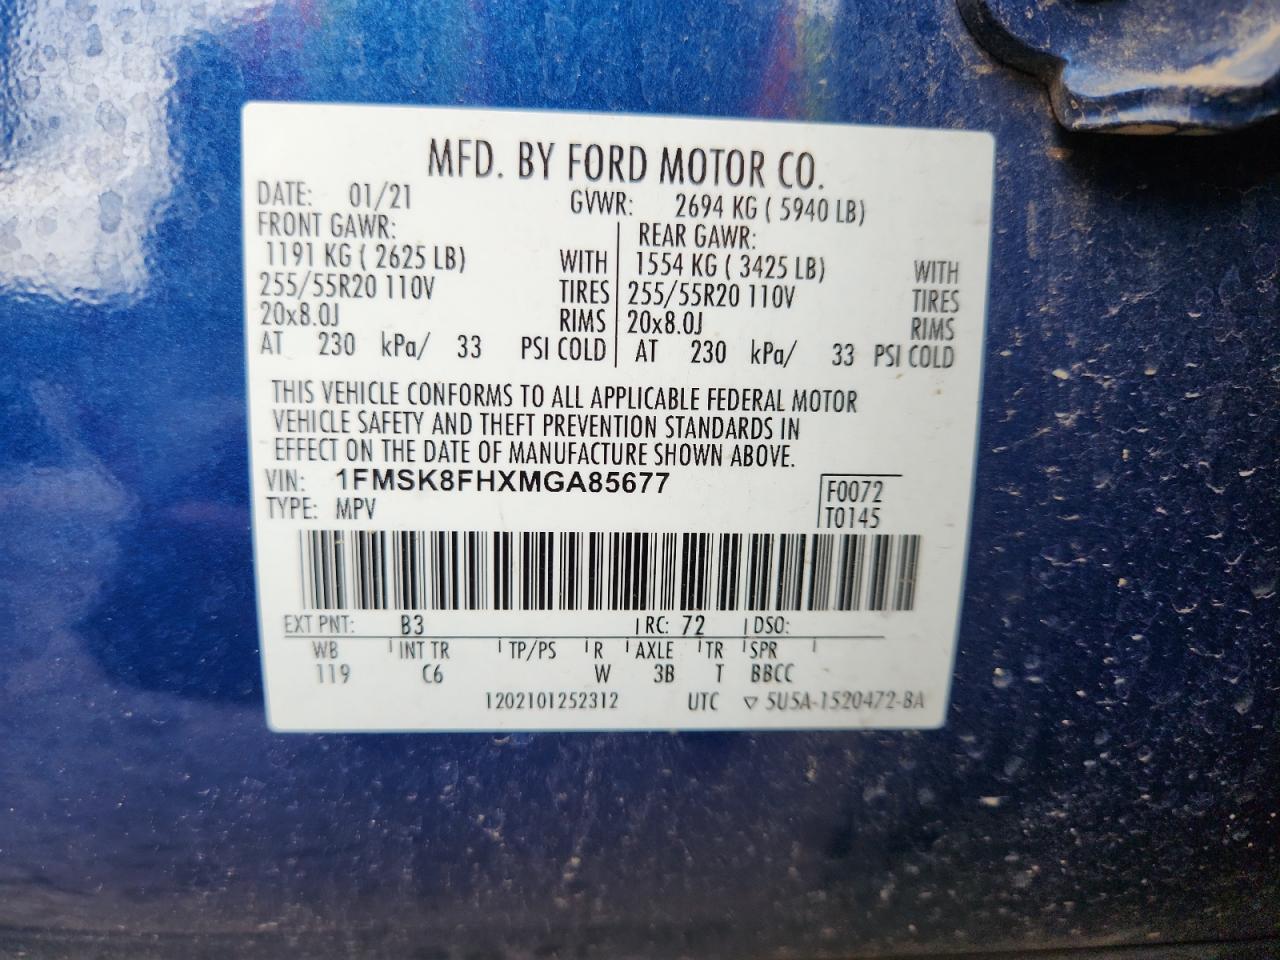 MFD. BY FORD MOTOR CO.
DATE: 01/21 GVWR: 2694 KG ( 5940 LB)
FRONT GAWR: REAR GAWR:
1191 KG ( 2625 LB) WITH 1554 KG ( 3425 LB) WITH
255/55R20 110V TIRES 255/55R20 110V TIRES
20x8.0J RIMS 20x8.0J RIMS
AT 230 kPa/ 33 PSI COLD AT 230 kPa/ 33 PSI COLD
THIS VEHICLE CONFORMS TO ALL APPLICABLE FEDERAL MOTOR
VEHICLE SAFETY AND THEFT PREVENTION STANDARDS IN
EFFECT ON THE DATE OF MANUFACTURE SHOWN ABOVE.
VIN: 1FMSK8FHXMGA85677 F0072
TYPE: MPV T0145
EXT PNT: B3 RC: 72 DSO:
WB INT TR TP/PS R AXLE TR SPR
119 C6 W 3B T BBCC
1202101252312 UTC ▽ 5U5A-1520472-BA